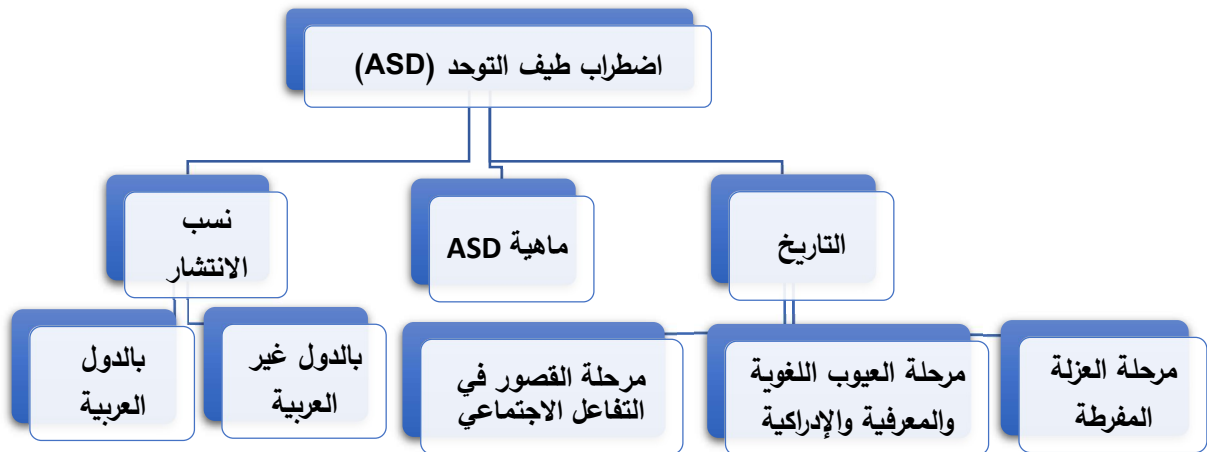 اضطراب طيف التوحد (ASD)
التاريخ
ماهية ASD
نسب
الانتشار
مرحلة العزلة
المفرطة
مرحلة العيوب اللغوية
والمعرفية والإدراكية
مرحلة القصور في
التفاعل الاجتماعي
بالدول غير
العربية
بالدول
العربية